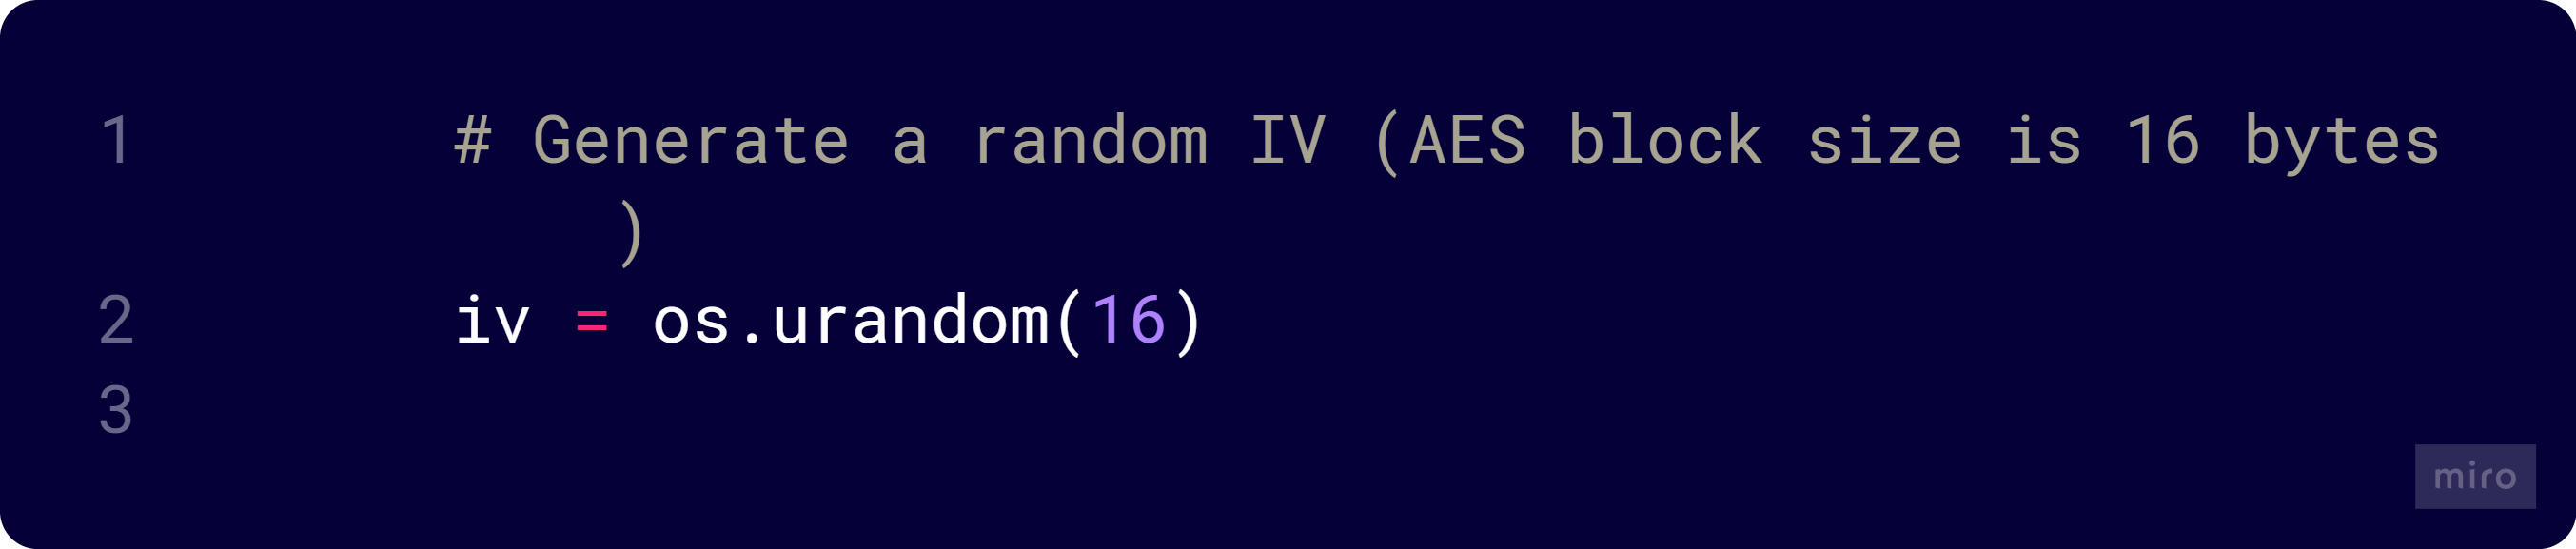 1 # Generate a random IV (AES block size is 16 bytes
)
2 iv = os.urandom(16)
3
miro